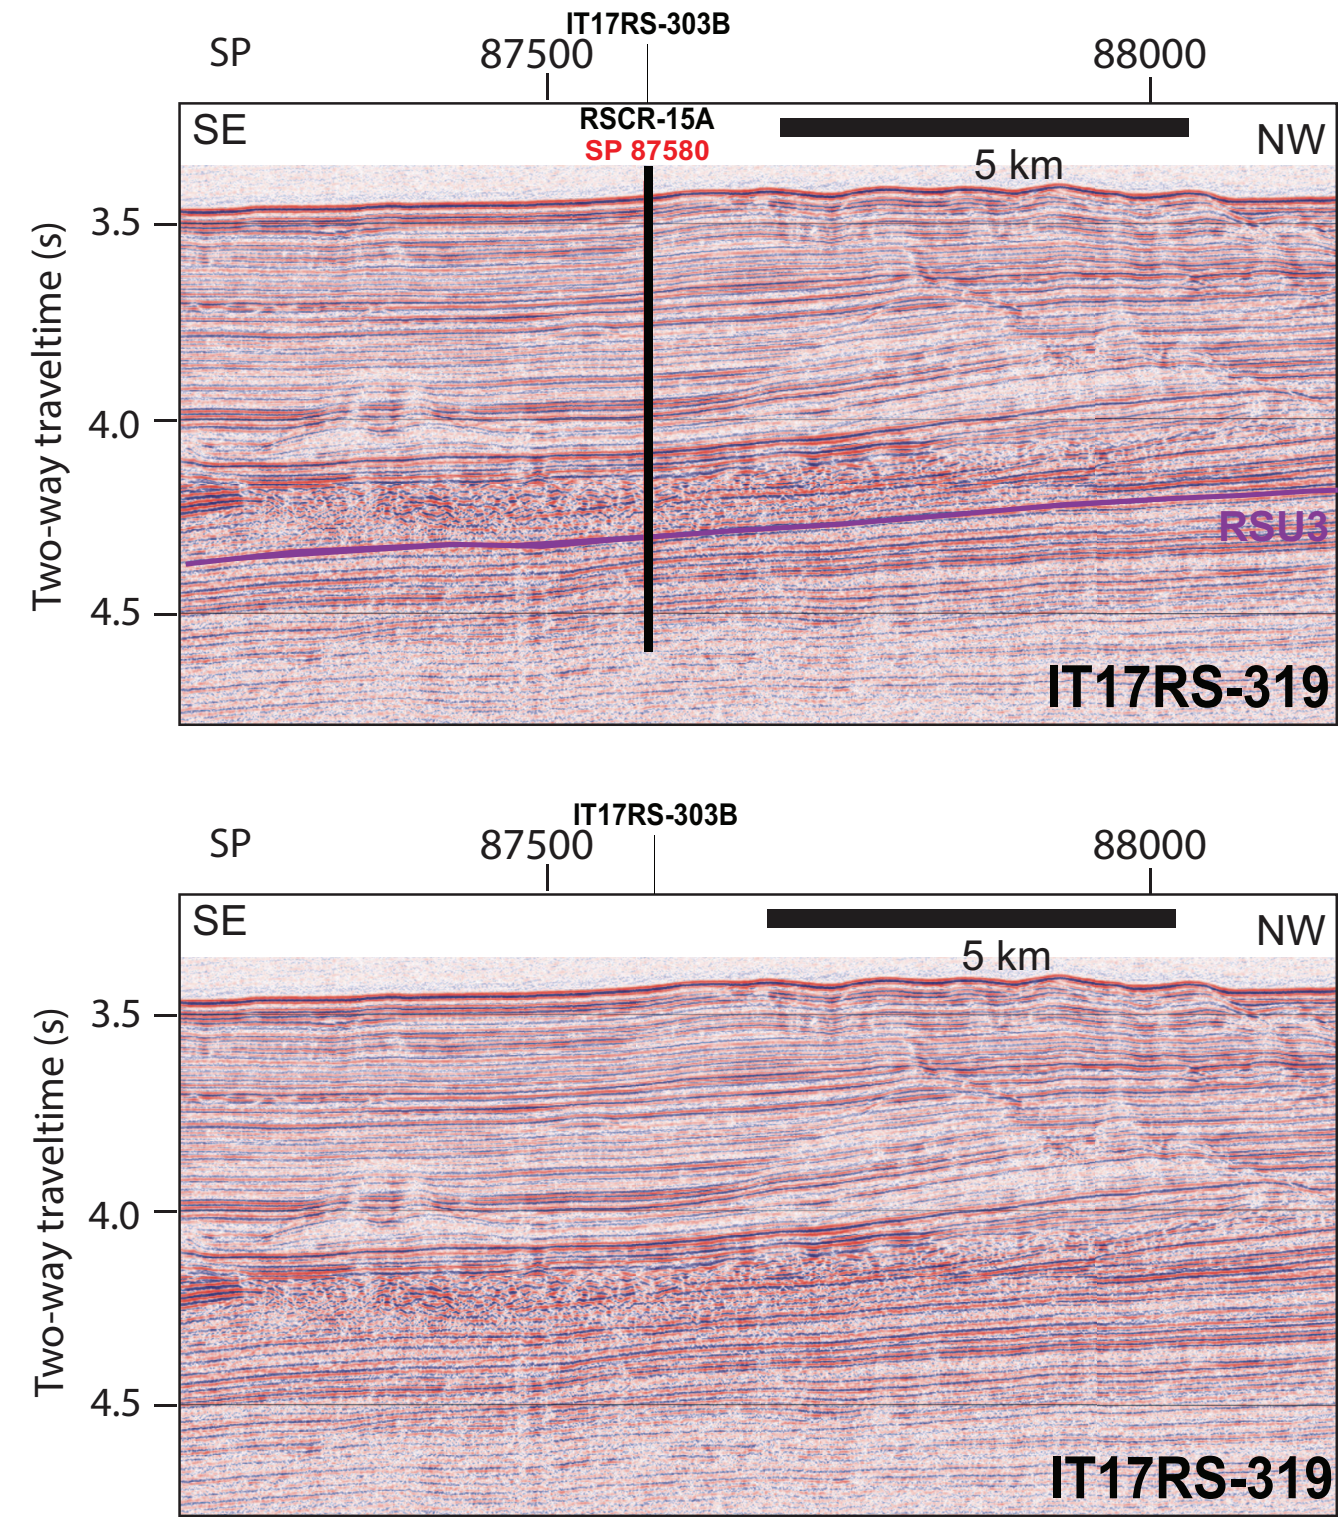 IT17RS-303B
SP 87500 88000
SE RSCR-15A NW
SP 87580
5 km
3.5
4.0
4.5
Two-way traveltime (s)
RSU3
IT17RS-319
IT17RS-303B
SP 87500 88000
SE NW
5 km
3.5
4.0
4.5
Two-way traveltime (s)
IT17RS-319